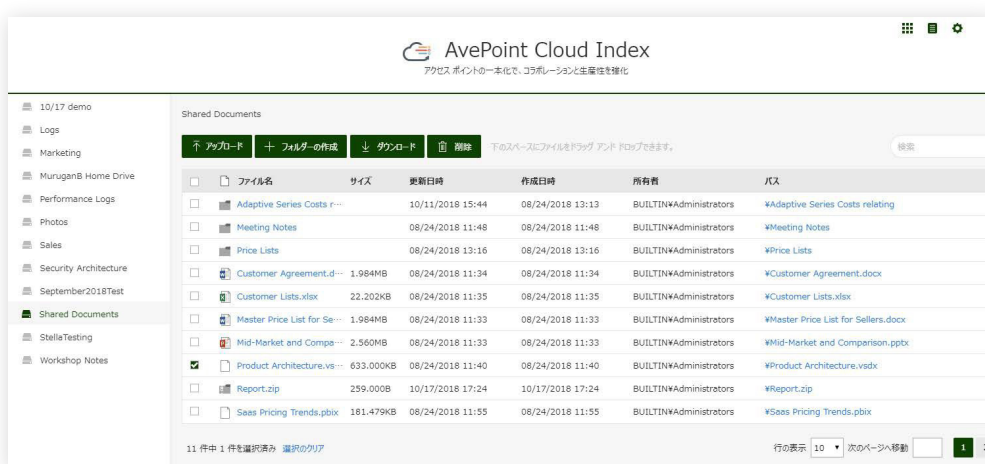 AvePoint Cloud Index
アクセス ポイントの一本化で、コラボレーションと生産性を強化
10/17 demo
Logs
Marketing
MuruganB Home Drive
Performance Logs
Photos
Sales
Security Architecture
September2018Test
Shared Documents
StellaTesting
Workshop Notes
Shared Documents
アップロード フォルダーの作成 ダウンロード 削除 下のスペースにファイルをドラッグ アンド ドロップできます。 検索
ファイル名 サイズ 更新日時 作成日時 所有者 パス
Adaptive Series Costs r… 10/11/2018 15:44 08/24/2018 13:13 BUILTIN¥Administrators ¥Adaptive Series Costs relating
Meeting Notes 08/24/2018 11:48 08/24/2018 11:48 BUILTIN¥Administrators ¥Meeting Notes
Price Lists 08/24/2018 13:16 08/24/2018 13:16 BUILTIN¥Administrators ¥Price Lists
Customer Agreement.d… 1.984MB 08/24/2018 11:34 08/24/2018 11:34 BUILTIN¥Administrators ¥Customer Agreement.docx
Customer Lists.xlsx 22.202KB 08/24/2018 11:35 08/24/2018 11:35 BUILTIN¥Administrators ¥Customer Lists.xlsx
Master Price List for Se… 1.984MB 08/24/2018 11:33 08/24/2018 11:33 BUILTIN¥Administrators ¥Master Price List for Sellers.docx
Mid-Market and Compa… 2.560MB 08/24/2018 11:33 08/24/2018 11:33 BUILTIN¥Administrators ¥Mid-Market and Comparison.pptx
Product Architecture.vs… 633.000KB 08/24/2018 11:40 08/24/2018 11:40 BUILTIN¥Administrators ¥Product Architecture.vsdx
Report.zip 259.000B 10/17/2018 17:24 10/17/2018 17:24 BUILTIN¥Administrators ¥Report.zip
Saas Pricing Trends.pbix 181.479KB 08/24/2018 11:55 08/24/2018 11:55 BUILTIN¥Administrators ¥Saas Pricing Trends.pbix
11 件中 1 件を選択済み 選択のクリア 行の表示 10 次のページへ移動 1 2